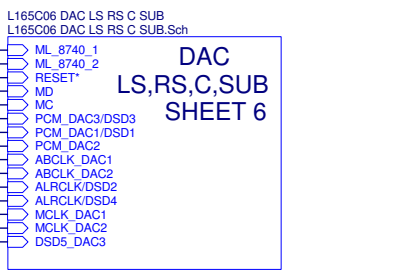 L165C06 DAC LS RS C SUB
L165C06 DAC LS RS C SUB.Sch
DAC
LS,RS,C,SUB
SHEET 6
ML_8740_1
ML_8740_2
RESET*
MD
MC
PCM_DAC3/DSD3
PCM_DAC1/DSD1
PCM_DAC2
ABCLK_DAC1
ABCLK_DAC2
ALRCLK/DSD2
ALRCLK/DSD4
MCLK_DAC1
MCLK_DAC2
DSD5_DAC3